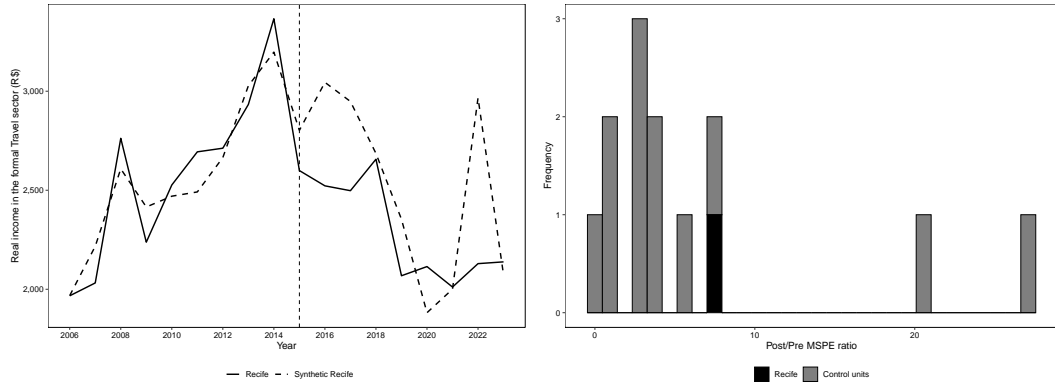 Real income in the formal Travel sector (R$)
3,000
2,500
2,000
2006 2008 2010 2012 2014 2016 2018 2020 2022
Year
Recife Synthetic Recife
Frequency
3
2
1
0
0 10 20
Post/Pre MSPE ratio
Recife Control units